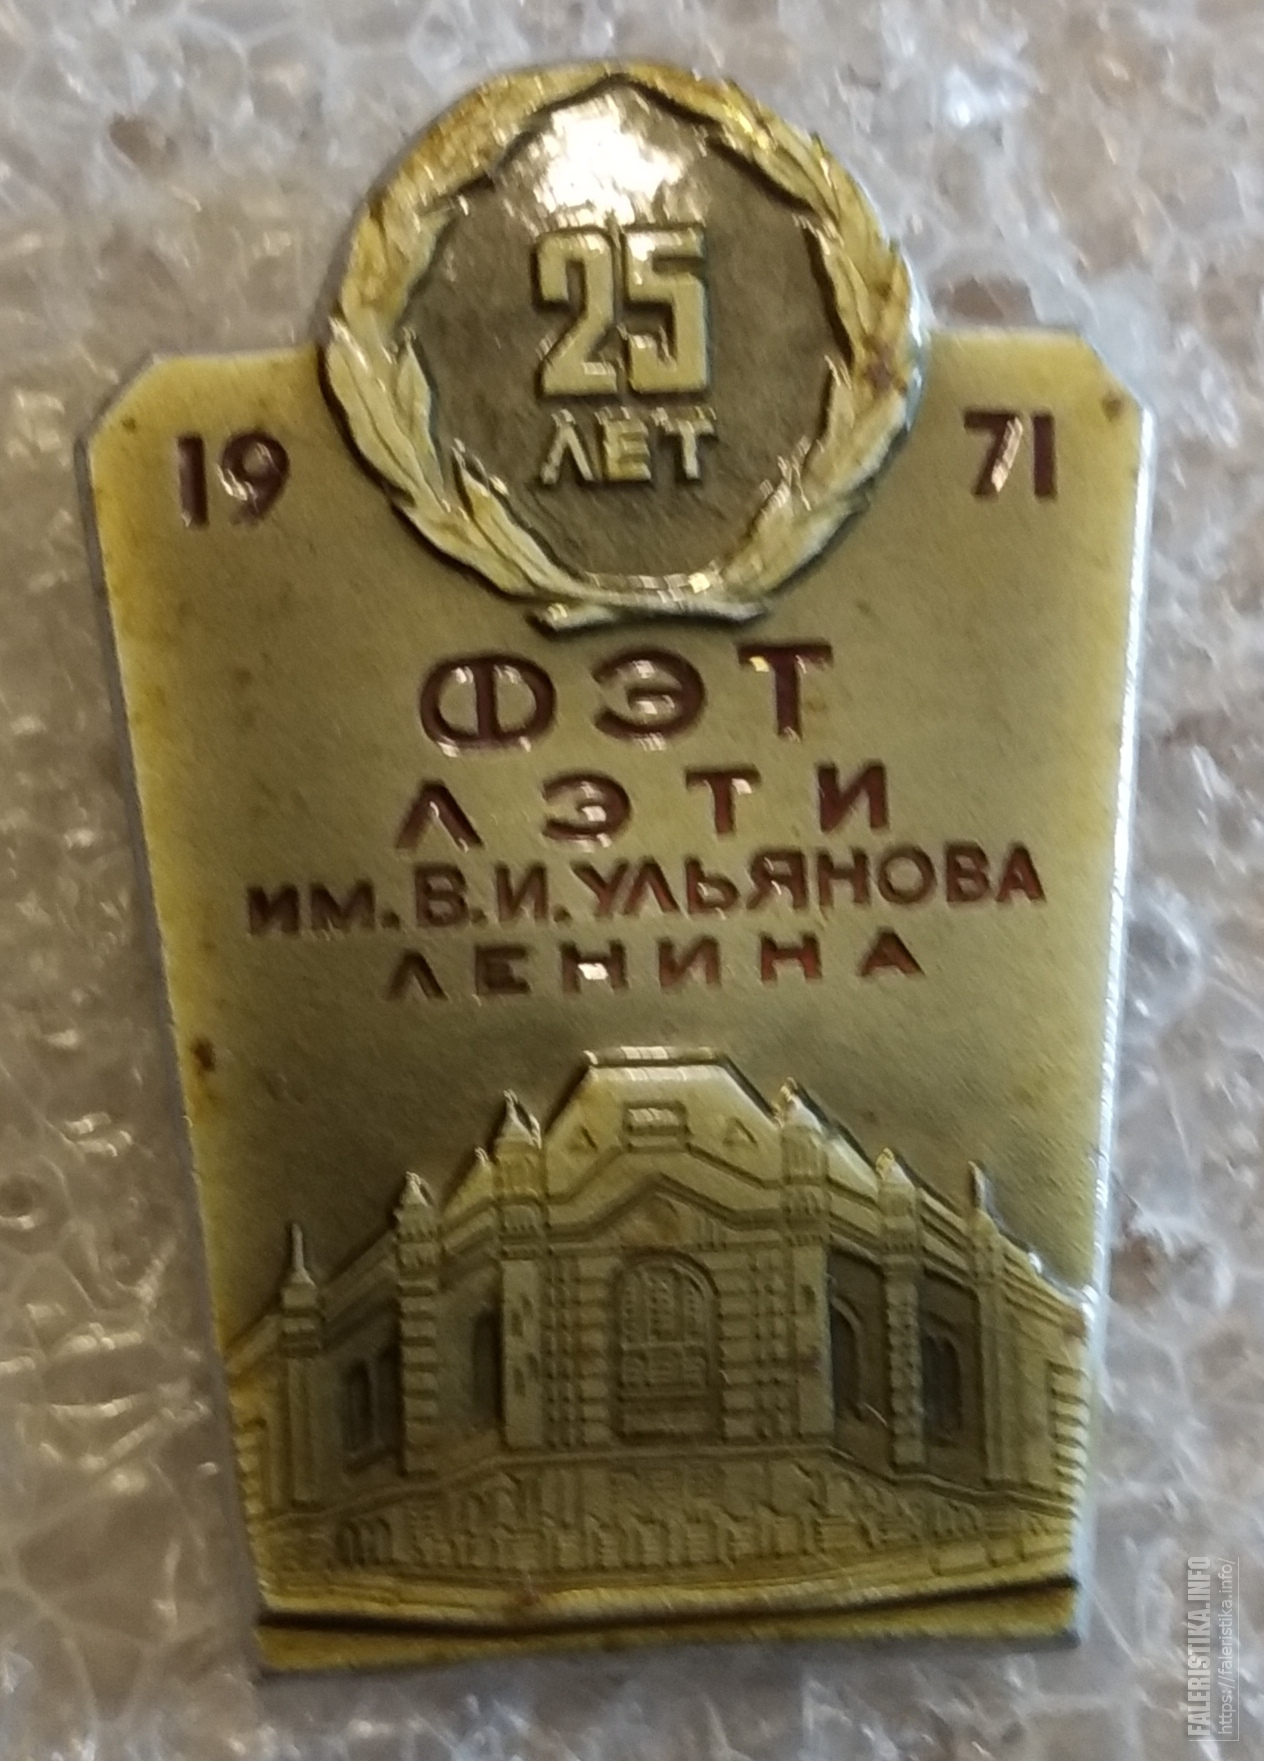 25
ЛЕТ
19 71
ФЭТ
ЛЭТИ
ИМ. В.И. УЛЬЯНОВА
ЛЕНИНА
FALERISTIKA.INFO
https://faleristika.info/